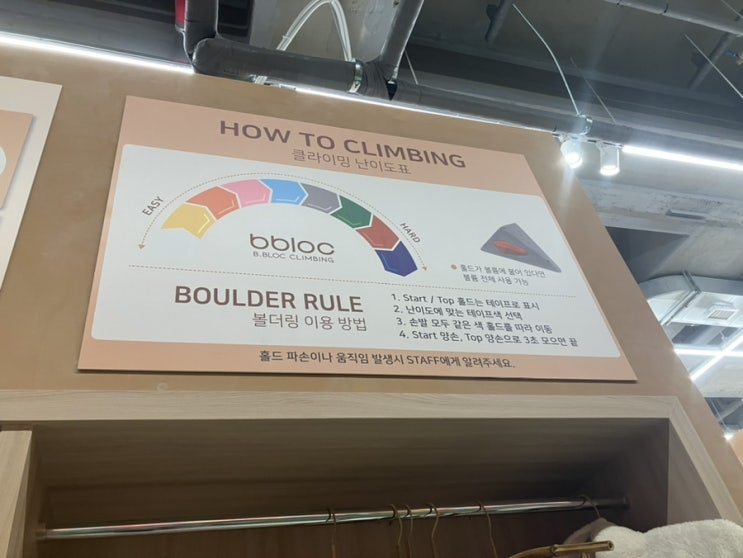 HOW TO CLIMBING
클라이밍 난이도표
EASY
HARD
bbloc
B.BLOC CLIMBING
홀드가 볼륨에 붙어 있다면
볼륨 전체 사용 가능
BOULDER RULE
볼더링 이용 방법
1. Start / Top 홀드는 테이프로 표시
2. 난이도에 맞는 테이프색 선택
3. 손발 모두 같은 색 홀드를 따라 이동
4. Start 양손, Top 양손으로 3초 모으면 끝
홀드 파손이나 움직임 발생시 STAFF에게 알려주세요.